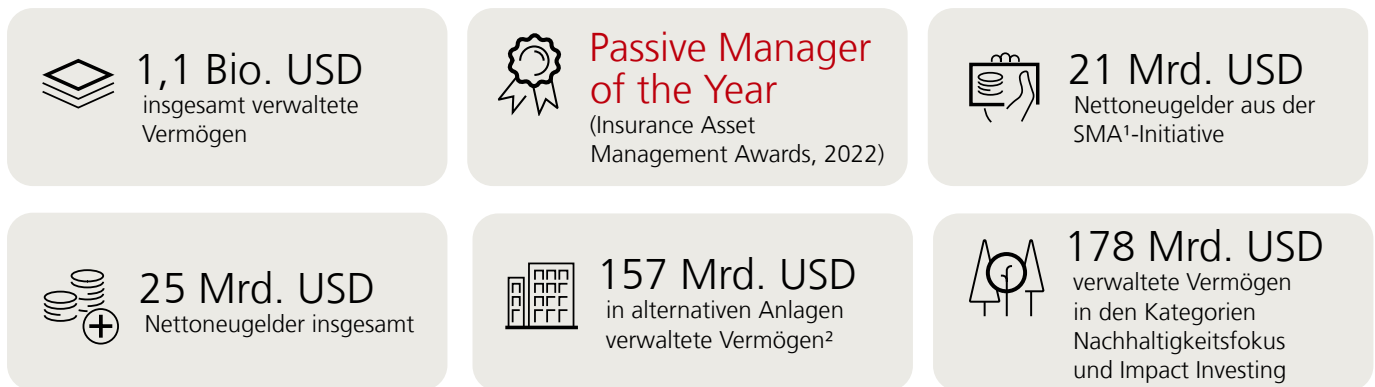 1,1 Bio. USD
insgesamt verwaltete
Vermögen
Passive Manager
of the Year
(Insurance Asset
Management Awards, 2022)
21 Mrd. USD
Nettoneugelder aus der
SMA¹-Initiative
25 Mrd. USD
Nettoneugelder insgesamt
157 Mrd. USD
in alternativen Anlagen
verwaltete Vermögen²
178 Mrd. USD
verwaltete Vermögen
in den Kategorien
Nachhaltigkeitsfokus
und Impact Investing